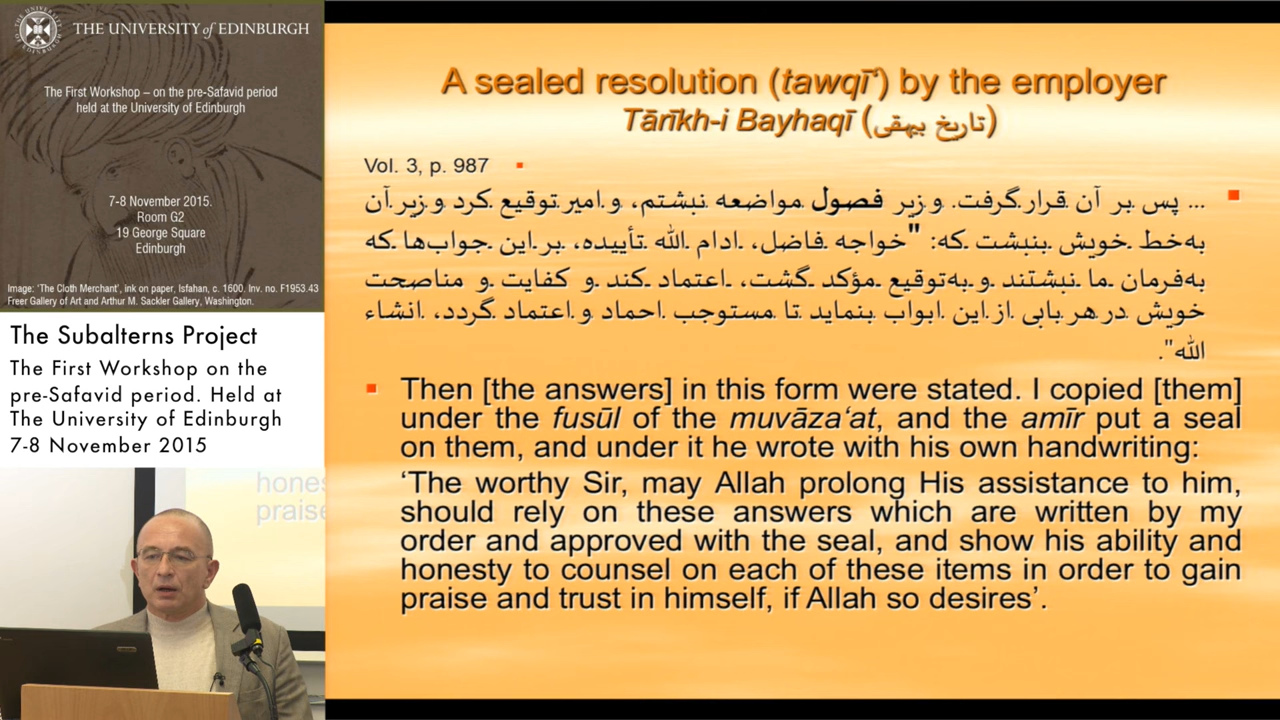 THE UNIVERSITY of EDINBURGH
The First Workshop – on the pre-Safavid period
held at the University of Edinburgh
7-8 November 2015.
Room G2
19 George Square
Edinburgh
Image: ‘The Cloth Merchant’, ink on paper, Isfahan, c. 1600. Inv. no. F1953.43
Freer Gallery of Art and Arthur M. Sackler Gallery, Washington.
The Subalterns Project
The First Workshop on the
pre-Safavid period. Held at
The University of Edinburgh
7-8 November 2015
hones
praise
A sealed resolution (tawqī‘) by the employer
Tārīkh-i Bayhaqī (تاریخ بیهقی)
Vol. 3, p. 987
... پس بر آن قرار گرفت. و زیر فصول مواضعه نبشتم، و امیر توقیع کرد و زیر آن
به‌خط خویش بنبشت که: "خواجه فاضل، ادام الله تأییده، بر این جواب‌ها که
به‌فرمان ما نبشتند و به‌توقیع مؤکد گشت، اعتماد کند و کفایت و مناصحت
خویش در هر بابی از این ابواب بنماید تا مستوجب احماد و اعتماد گردد، انشاء
الله".
Then [the answers] in this form were stated. I copied [them]
under the fusūl of the muvāza‘at, and the amīr put a seal
on them, and under it he wrote with his own handwriting:
‘The worthy Sir, may Allah prolong His assistance to him,
should rely on these answers which are written by my
order and approved with the seal, and show his ability and
honesty to counsel on each of these items in order to gain
praise and trust in himself, if Allah so desires’.